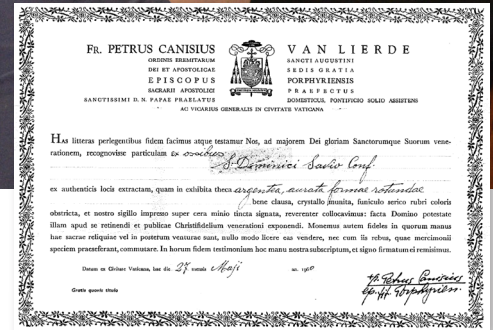 FR. PETRUS CANISIUS VAN LIERDE
ORDINIS EREMITARUM SANCTI AUGUSTINI
DEI ET APOSTOLICAE SEDIS GRATIA
EPISCOPUS PORPHYRIENSIS
SACRARII APOSTOLICI PRAEFECTUS
SANCTISSIMI D. N. PAPAE PRAELATUS DOMESTICUS, PONTIFICIO SOLIO ASSISTENS
AC VICARIUS GENERALIS IN CIVITATE VATICANA
HAS litteras perlegentibus fidem facimus atque testamur Nos, ad majorem Dei gloriam Sanctorumque Suorum vene-
rationem, recognovisse particulam ex ossibus
S. Dominici Savio Conf.
ex authenticis locis extractam, quam in exhibita theca argentea, aurata formae rotundae
bene clausa, crystallo munita, funiculo serico rubri coloris
obstricta, et nostro sigillo impresso super cera minio tincta signata, reverenter collocavimus: facta Domino potestate
illam apud se retinendi et publicae Christifidelium venerationi exponendi. Monemus autem fideles in quorum manus
hae sacrae reliquiae vel in posterum venturae sunt, nullo modo licere eas vendere, nec cum iis rebus, quae mercimonii
speciem praeseferant, commutare. In horum fidem testimonium hoc manu nostra subscriptum, et signo firmatum ei remisimus.
Datum ex Civitate Vaticana, hac die 27 mensis Maji an. 1960
Gratis quovis titulo
fr. Petrus Canisius
ep. tit. Porphyrien.